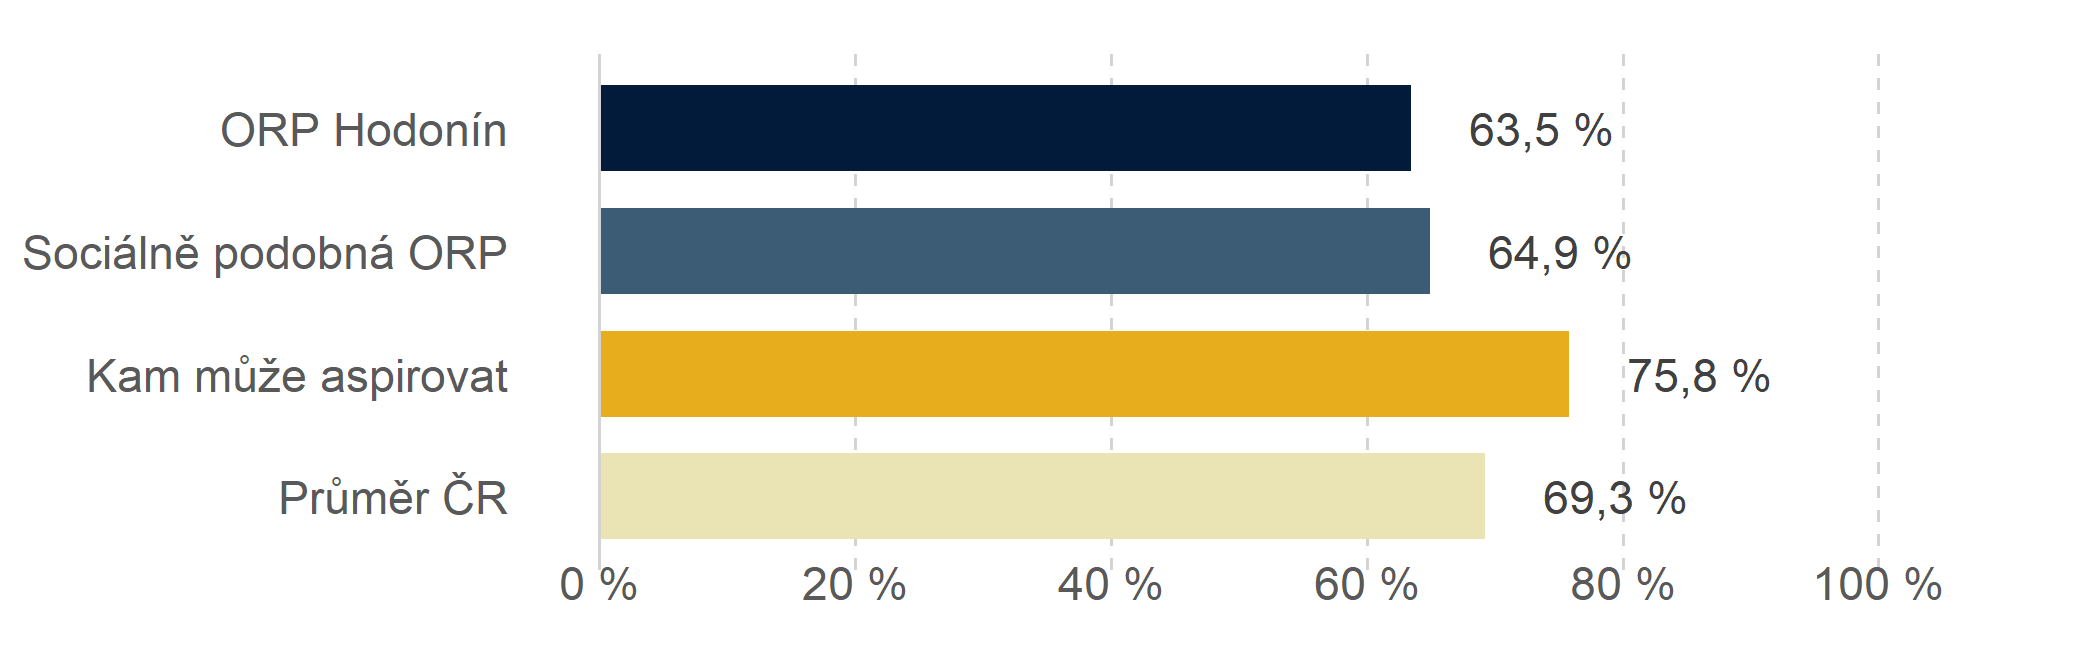 ORP Hodonín 63,5 %
Sociálně podobná ORP 64,9 %
Kam může aspirovat 75,8 %
Průměr ČR 69,3 %
0 % 20 % 40 % 60 % 80 % 100 %